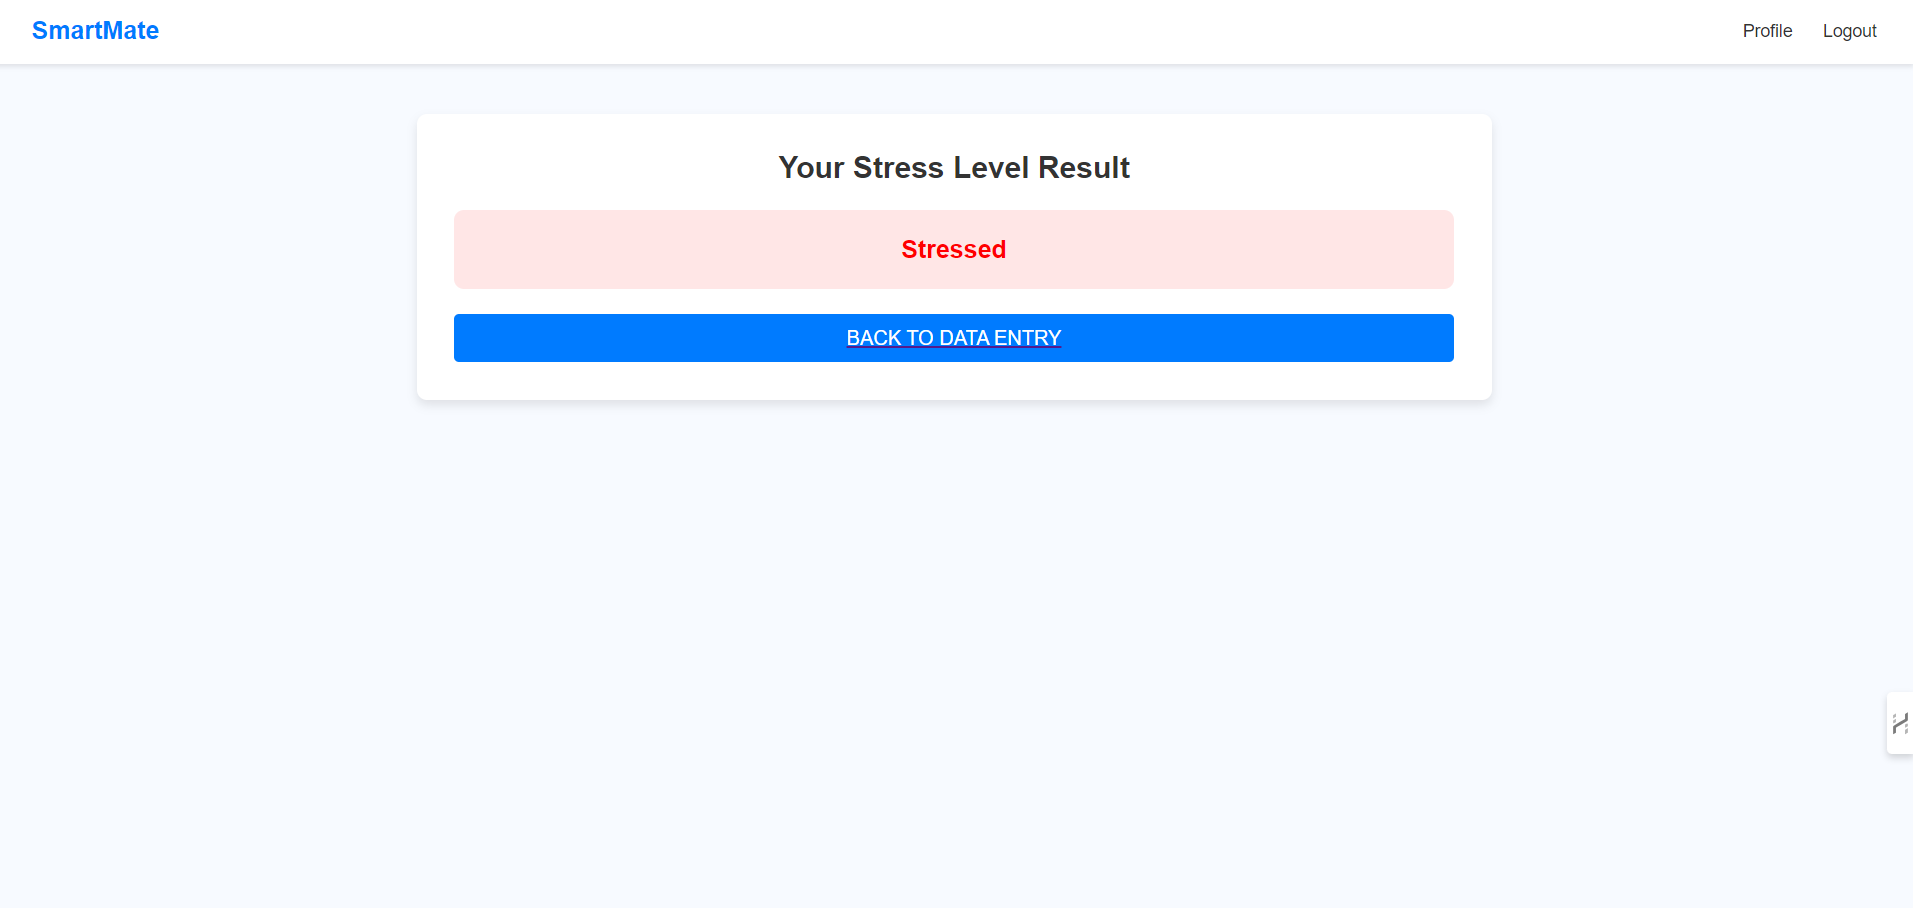 SmartMate
Profile
Logout
Your Stress Level Result
Stressed
BACK TO DATA ENTRY